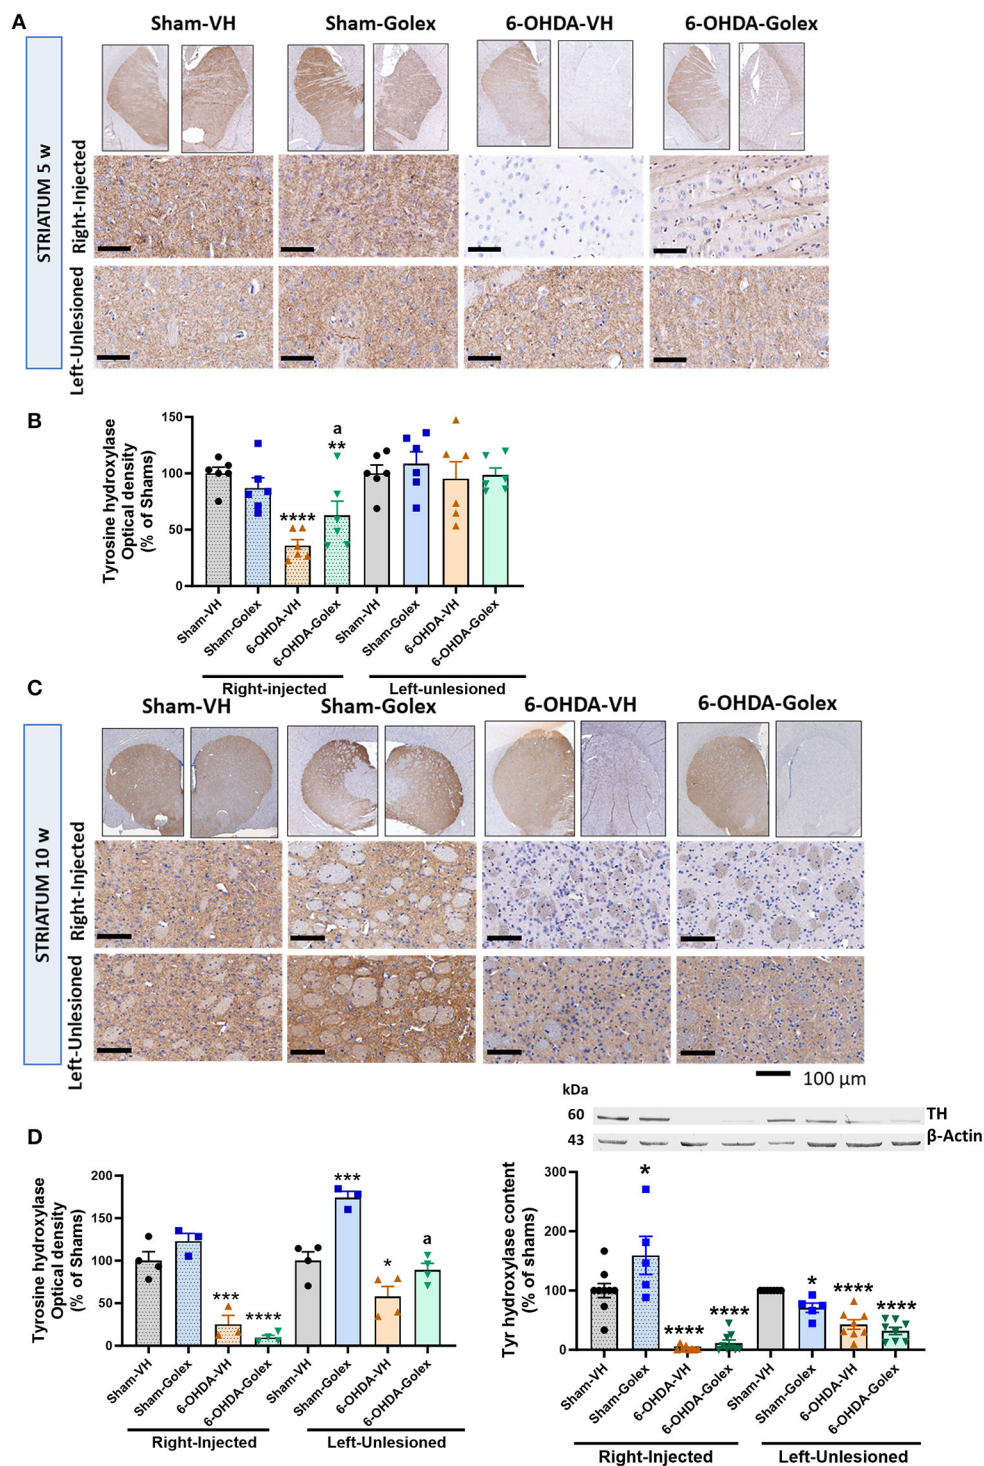 A
Sham-VH
Sham-Golex
6-OHDA-VH
6-OHDA-Golex
STRIATUM 5 w
Right-Injected
Left-Unlesioned
B
Tyrosine hydroxylase
Optical density
(% of Shams)
150
100
50
0
****
a
**
Sham-VH
Sham-Golex
6-OHDA-VH
6-OHDA-Golex
Sham-VH
Sham-Golex
6-OHDA-VH
6-OHDA-Golex
Right-injected
Left-unlesioned
C
Sham-VH
Sham-Golex
6-OHDA-VH
6-OHDA-Golex
STRIATUM 10 w
Right-Injected
Left-Unlesioned
100 µm
D
Tyrosine hydroxylase
Optical density
(% of Shams)
200
150
100
50
0
***
****
***
*
a
Sham-VH
Sham-Golex
6-OHDA-VH
6-OHDA-Golex
Sham-VH
Sham-Golex
6-OHDA-VH
6-OHDA-Golex
Right-Injected
Left-Unlesioned
kDa
60
TH
43
β-Actin
Tyr hydroxylase content
(% of shams)
300
200
100
0
*
****
****
*
****
****
Sham-VH
Sham-Golex
6-OHDA-VH
6-OHDA-Golex
Sham-VH
Sham-Golex
6-OHDA-VH
6-OHDA-Golex
Right-Injected
Left-Unlesioned